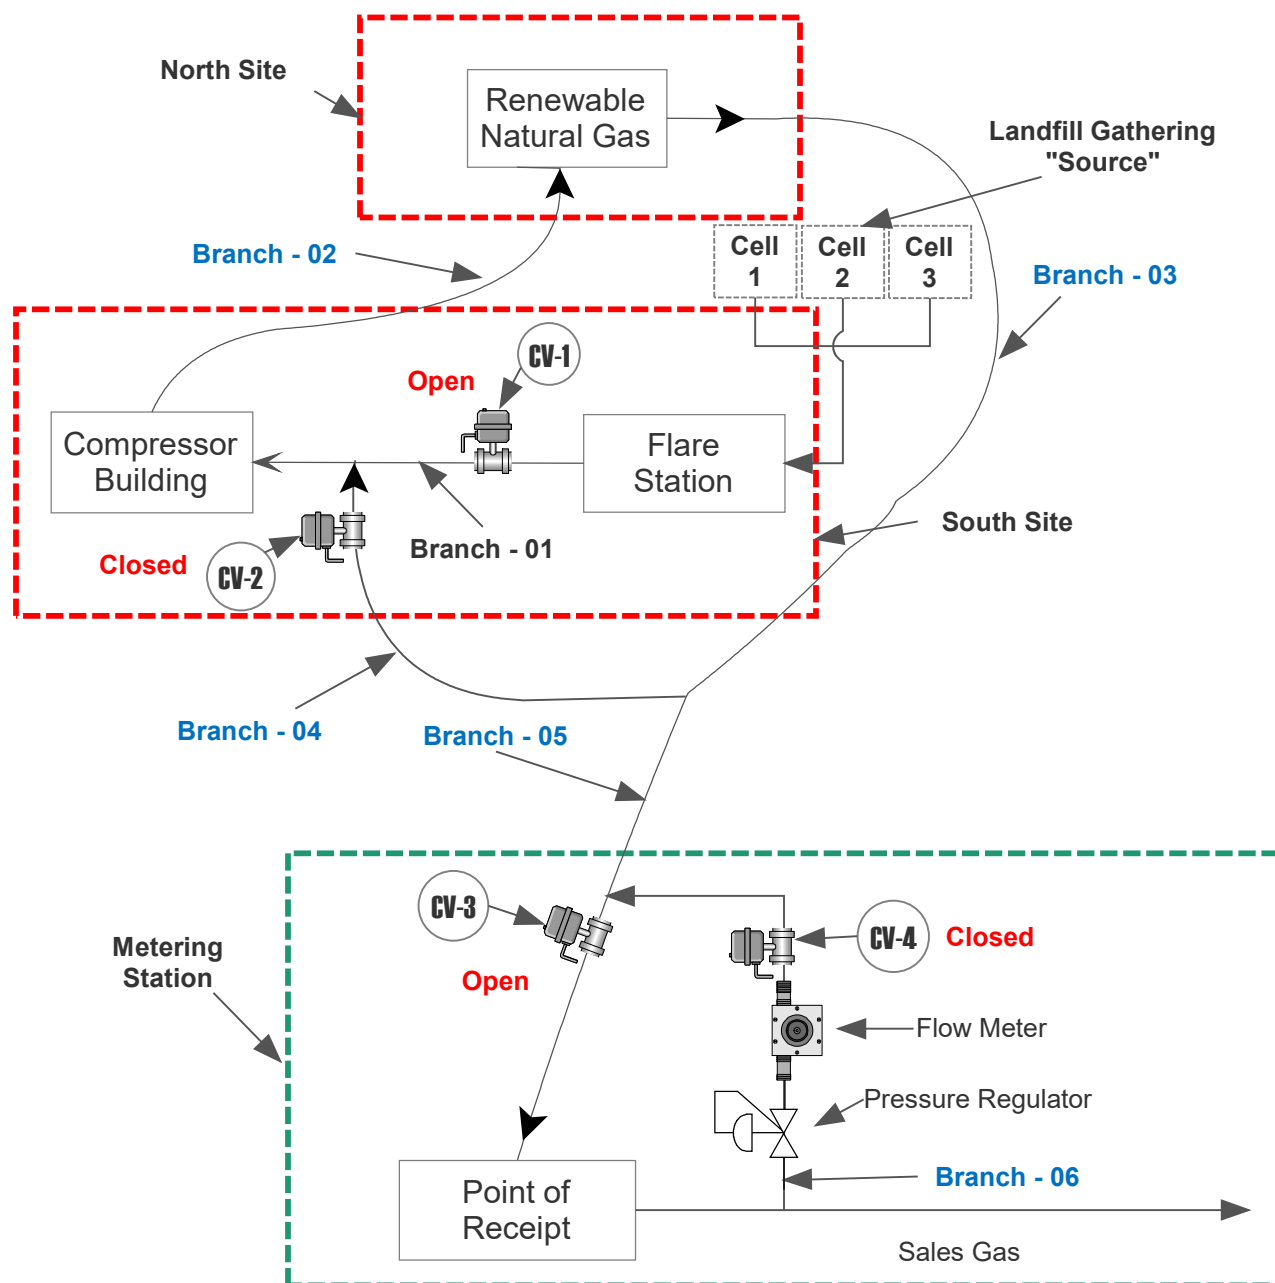 North Site
Renewable
Natural Gas
Landfill Gathering
"Source"
Cell
1
Cell
2
Cell
3
Branch - 02
Branch - 03
CV-1
Open
Compressor
Building
Flare
Station
South Site
Branch - 01
Closed
CV-2
Branch - 04
Branch - 05
CV-3
CV-4
Closed
Metering
Station
Open
Flow Meter
Pressure Regulator
Branch - 06
Point of
Receipt
Sales Gas